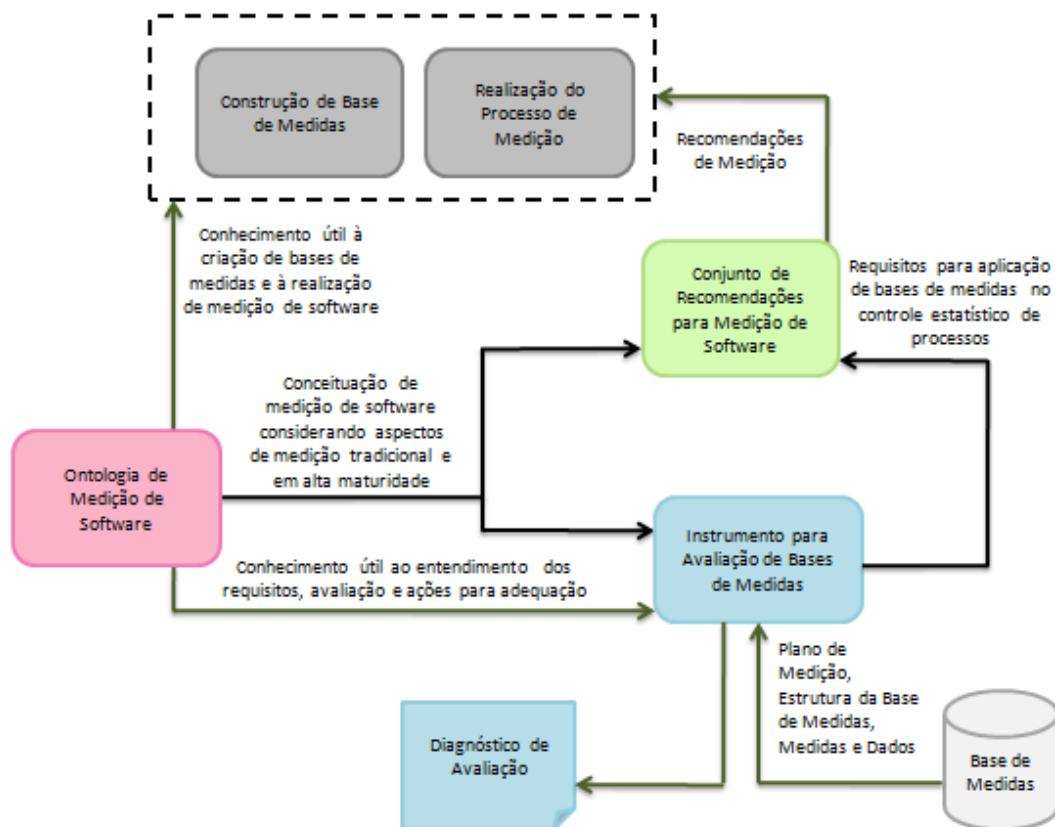 Construção de Base
de Medidas
Realização do
Processo de
Medição
Recomendações
de Medição
Conhecimento útil à
criação de bases de
medidas e à realização
de medição de software
Conjunto de
Recomendações
para Medição de
Software
Requisitos para aplicação
de bases de medidas no
controle estatístico de
processos
Conceituação de
medição de software
considerando aspectos
de medição tradicional e
em alta maturidade
Ontologia de
Medição de
Software
Instrumento para
Avaliação de Bases
de Medidas
Conhecimento útil ao entendimento dos
requisitos, avaliação e ações para adequação
Plano de
Medição,
Estrutura da Base
de Medidas,
Medidas e Dados
Diagnóstico de
Avaliação
Base de
Medidas